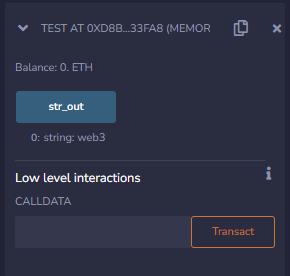 TEST AT 0XD8B...33FA8 (MEMOR
Balance: 0. ETH
str_out
0: string: web3
Low level interactions
i
CALLDATA
Transact